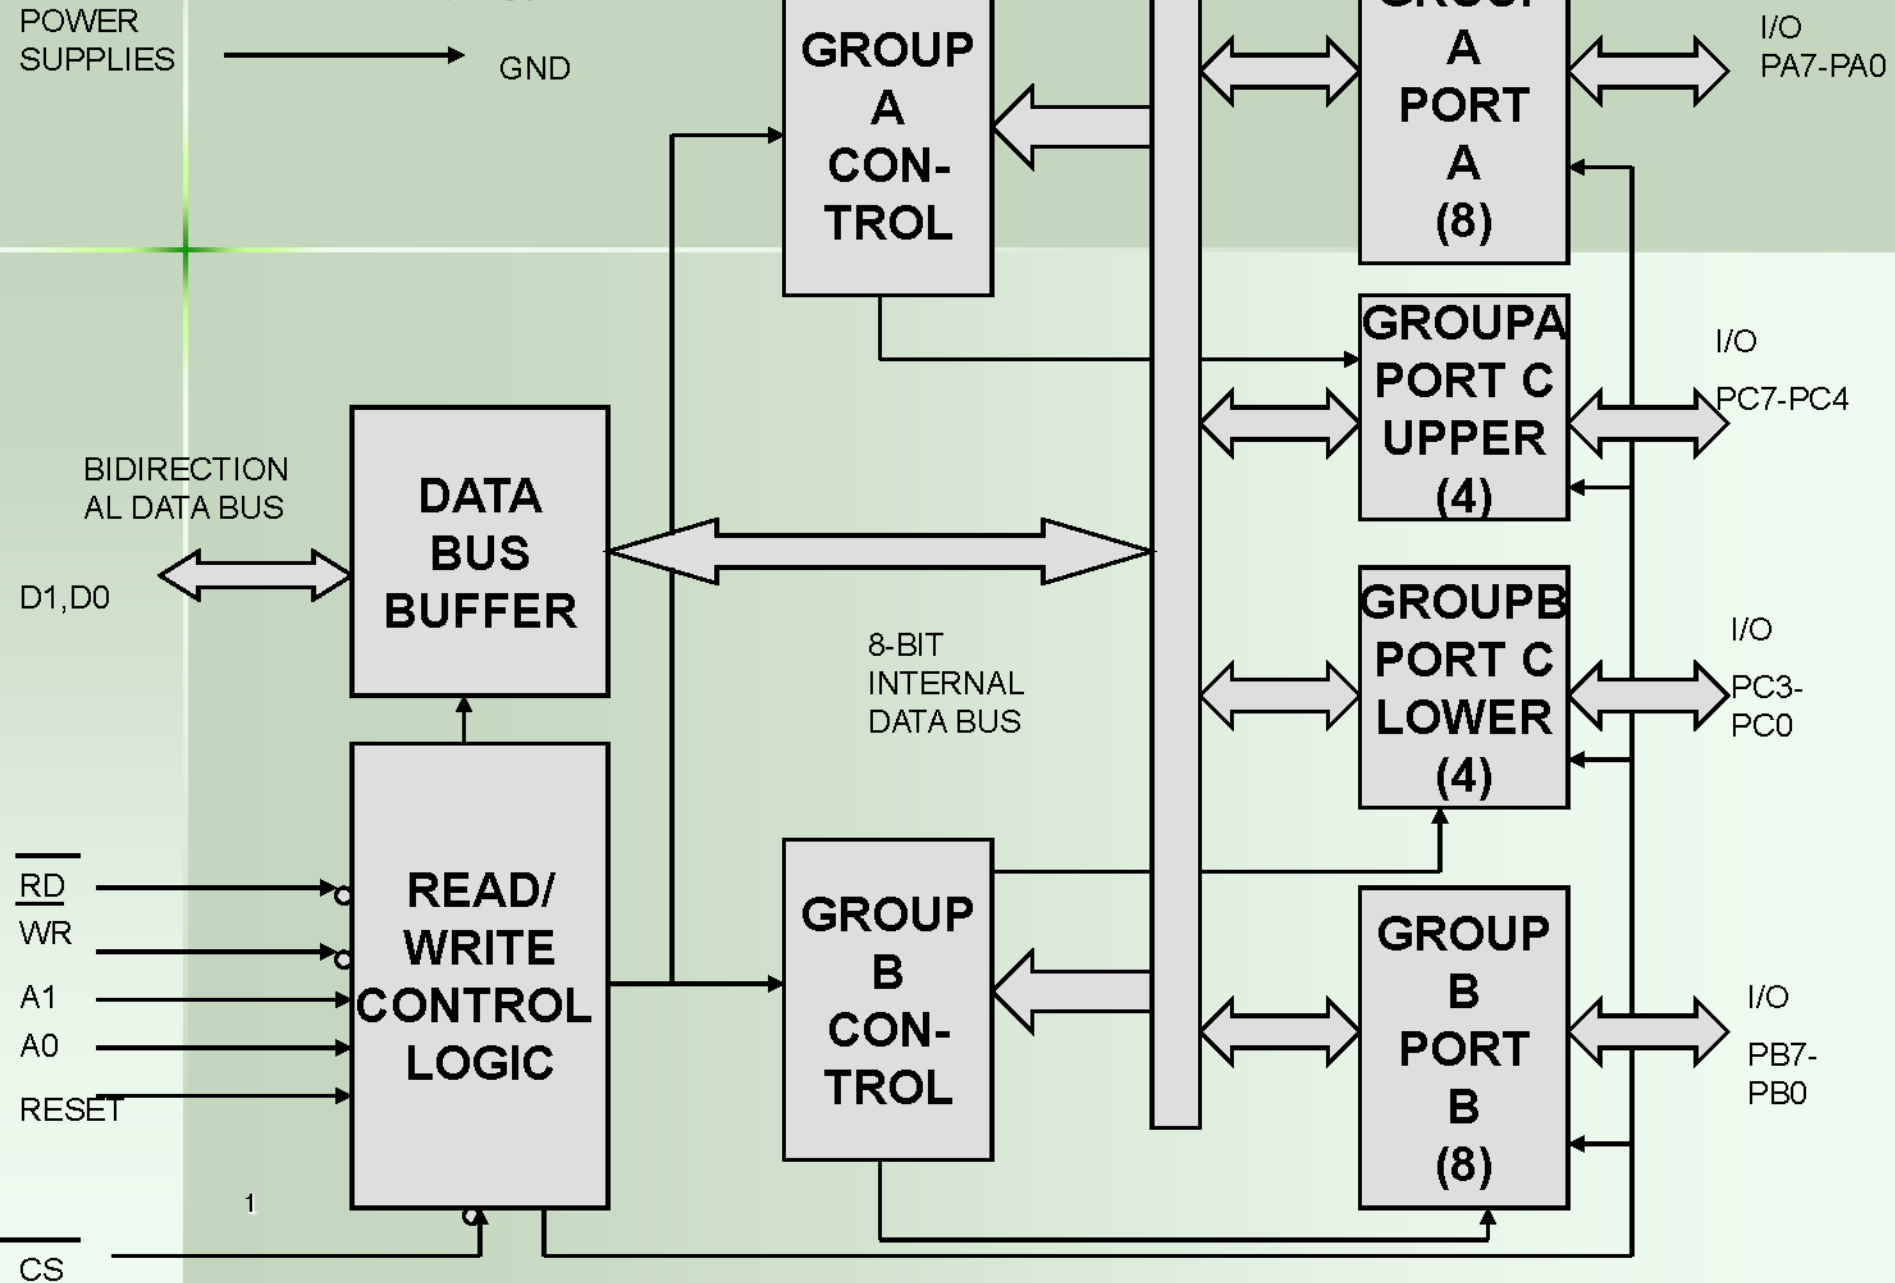 POWER
SUPPLIES
GND
GROUP
A
CON-
TROL
GROUP
A
PORT
A
(8)
I/O
PA7-PA0
GROUPA
PORT C
UPPER
(4)
I/O
PC7-PC4
BIDIRECTION
AL DATA BUS
D1,D0
DATA
BUS
BUFFER
8-BIT
INTERNAL
DATA BUS
GROUPB
PORT C
LOWER
(4)
I/O
PC3-
PC0
RD
WR
A1
A0
RESET
READ/
WRITE
CONTROL
LOGIC
GROUP
B
CON-
TROL
GROUP
B
PORT
B
(8)
I/O
PB7-
PB0
1
CS